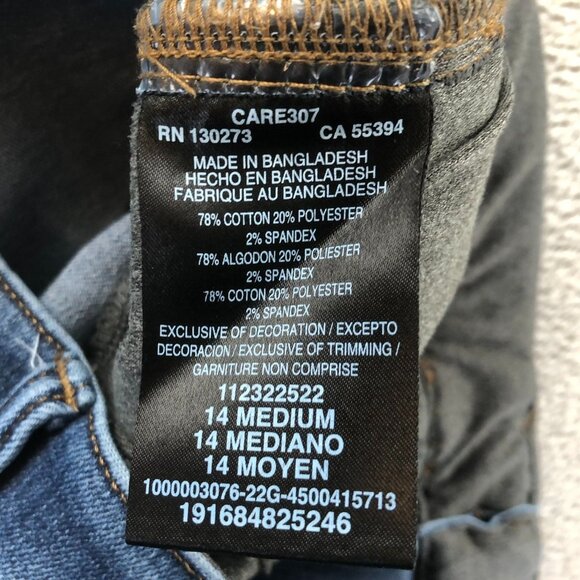 CARE307
RN 130273 CA 55394
MADE IN BANGLADESH
HECHO EN BANGLADESH
FABRIQUE AU BANGLADESH
78% COTTON 20% POLYESTER
2% SPANDEX
78% ALGODON 20% POLIESTER
2% SPANDEX
78% COTON 20% POLYESTER
2% SPANDEX
EXCLUSIVE OF DECORATION / EXCEPTO
DECORACION / EXCLUSIVE OF TRIMMING /
GARNITURE NON COMPRISE
112322522
14 MEDIUM
14 MEDIANO
14 MOYEN
1000003076-22G-4500415713
191684825246